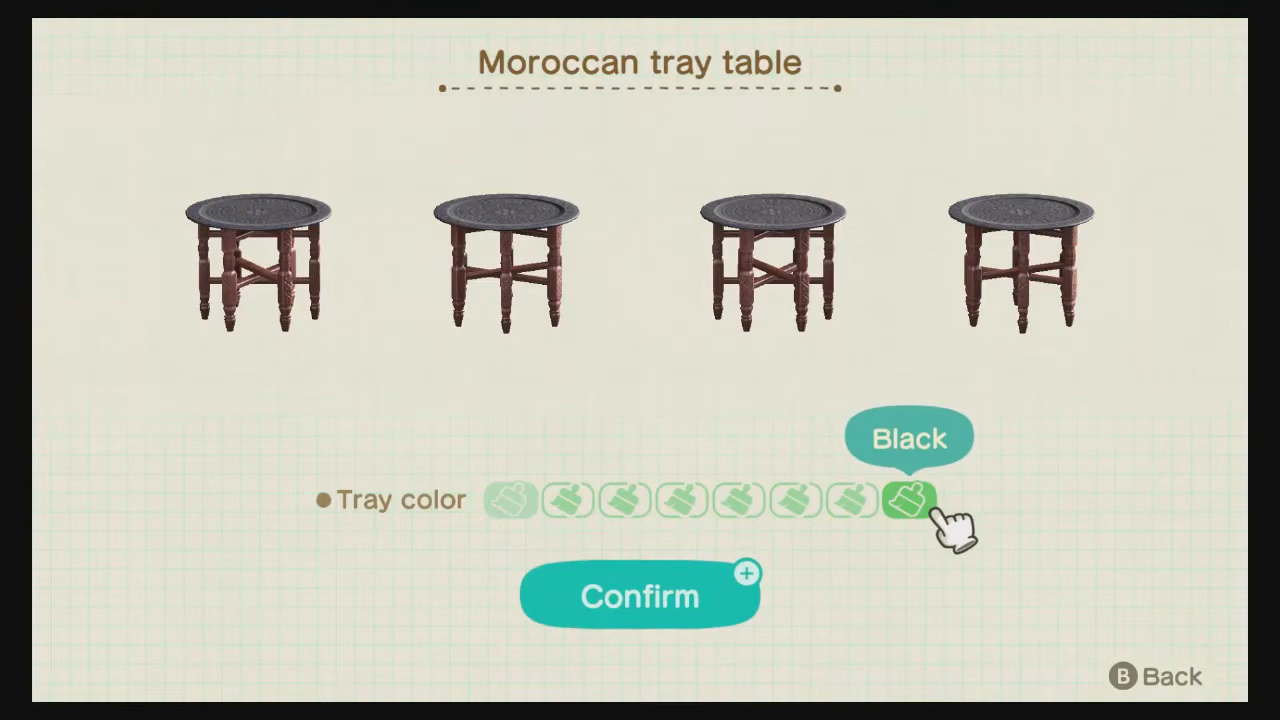 Moroccan tray table
Black
Tray color
Confirm
B Back